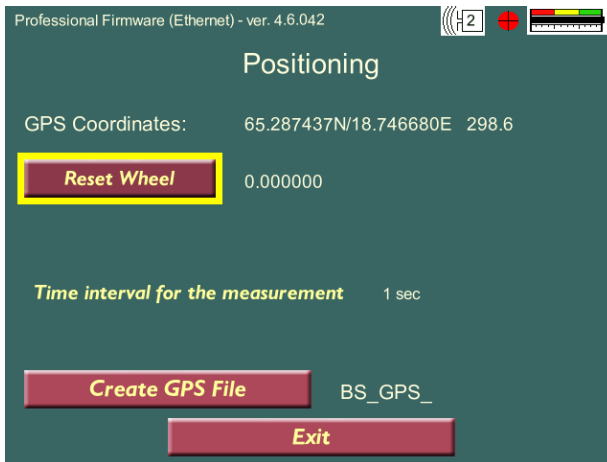 Professional Firmware (Ethernet) - ver. 4.6.042
2
Positioning
GPS Coordinates: 65.287437N/18.746680E 298.6
Reset Wheel 0.000000
Time interval for the measurement 1 sec
Create GPS File BS_GPS_
Exit